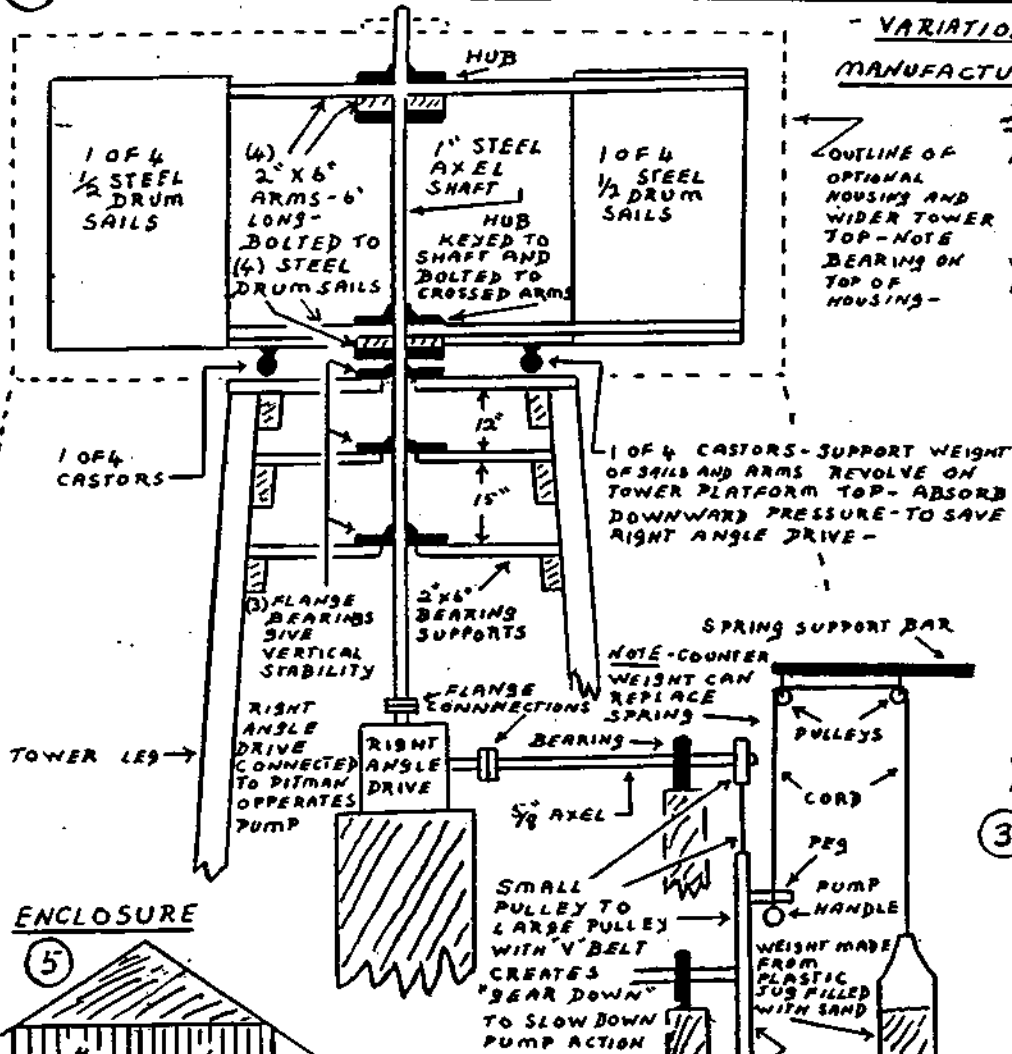 - VARIATION
MANUFACTU
HUB
1 OF 4
1/2 STEEL
DRUM
SAILS
(4)
2" X 6"
ARMS - 6'
LONG -
BOLTED TO
(4) STEEL
DRUM SAILS
1" STEEL
AXEL
SHAFT
HUB
KEYED TO
SHAFT AND
BOLTED TO
CROSSED ARMS
1 OF 4
1/2 STEEL
DRUM
SAILS
OUTLINE OF
OPTIONAL
HOUSING AND
WIDER TOWER
TOP - NOTE
BEARING ON
TOP OF
HOUSING -
1 OF 4
CASTORS
12"
15"
1 OF 4 CASTORS - SUPPORT WEIGHT
OF SAILS AND ARMS REVOLVE ON
TOWER PLATFORM TOP - ABSORB
DOWNWARD PRESSURE - TO SAVE
RIGHT ANGLE DRIVE -
(3) FLANGE
BEARINGS
GIVE
VERTICAL
STABILITY
2" X 6"
BEARING
SUPPORTS
SPRING SUPPORT BAR
NOTE - COUNTER
WEIGHT CAN
REPLACE
SPRING
FLANGE
CONNNECTIONS
PULLEYS
TOWER LEG
RIGHT
ANGLE
DRIVE
CONNECTED
TO PITMAN
OPPERATES
PUMP
RIGHT
ANGLE
DRIVE
BEARING
5/8" AXEL
CORD
3
PEG
PUMP
HANDLE
SMALL
PULLEY TO
LARGE PULLEY
WITH "V" BELT
CREATES
"GEAR DOWN"
TO SLOW DOWN
PUMP ACTION
WEIGHT MADE
FROM
PLASTIC
JUG FILLED
WITH SAND
ENCLOSURE
5